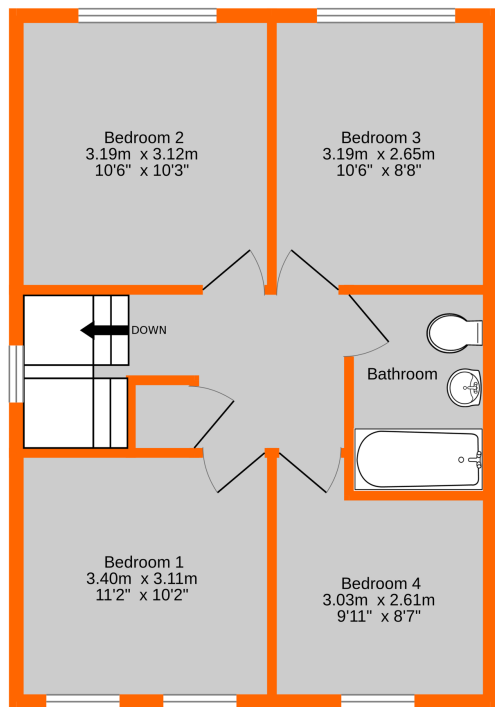 Bedroom 2
3.19m x 3.12m
10'6" x 10'3"
Bedroom 3
3.19m x 2.65m
10'6" x 8'8"
DOWN
Bathroom
Bedroom 1
3.40m x 3.11m
11'2" x 10'2"
Bedroom 4
3.03m x 2.61m
9'11" x 8'7"